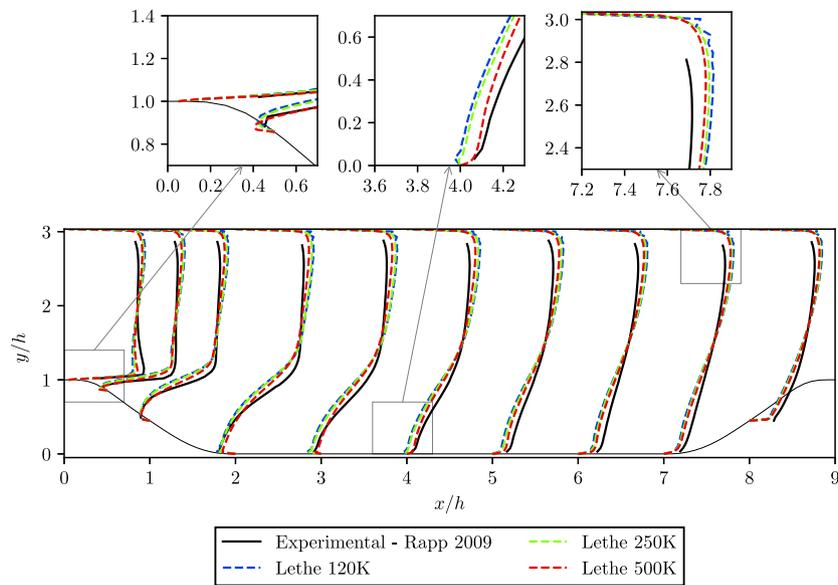 1.4
1.2
1.0
0.8
0.0 0.2 0.4 0.6
0.6
0.4
0.2
0.0
3.6 3.8 4.0 4.2
3.0
2.8
2.6
2.4
7.2 7.4 7.6 7.8
3
2
1
0
y/h
0 1 2 3 4 5 6 7 8 9
x/h
Experimental - Rapp 2009
Lethe 120K
Lethe 250K
Lethe 500K